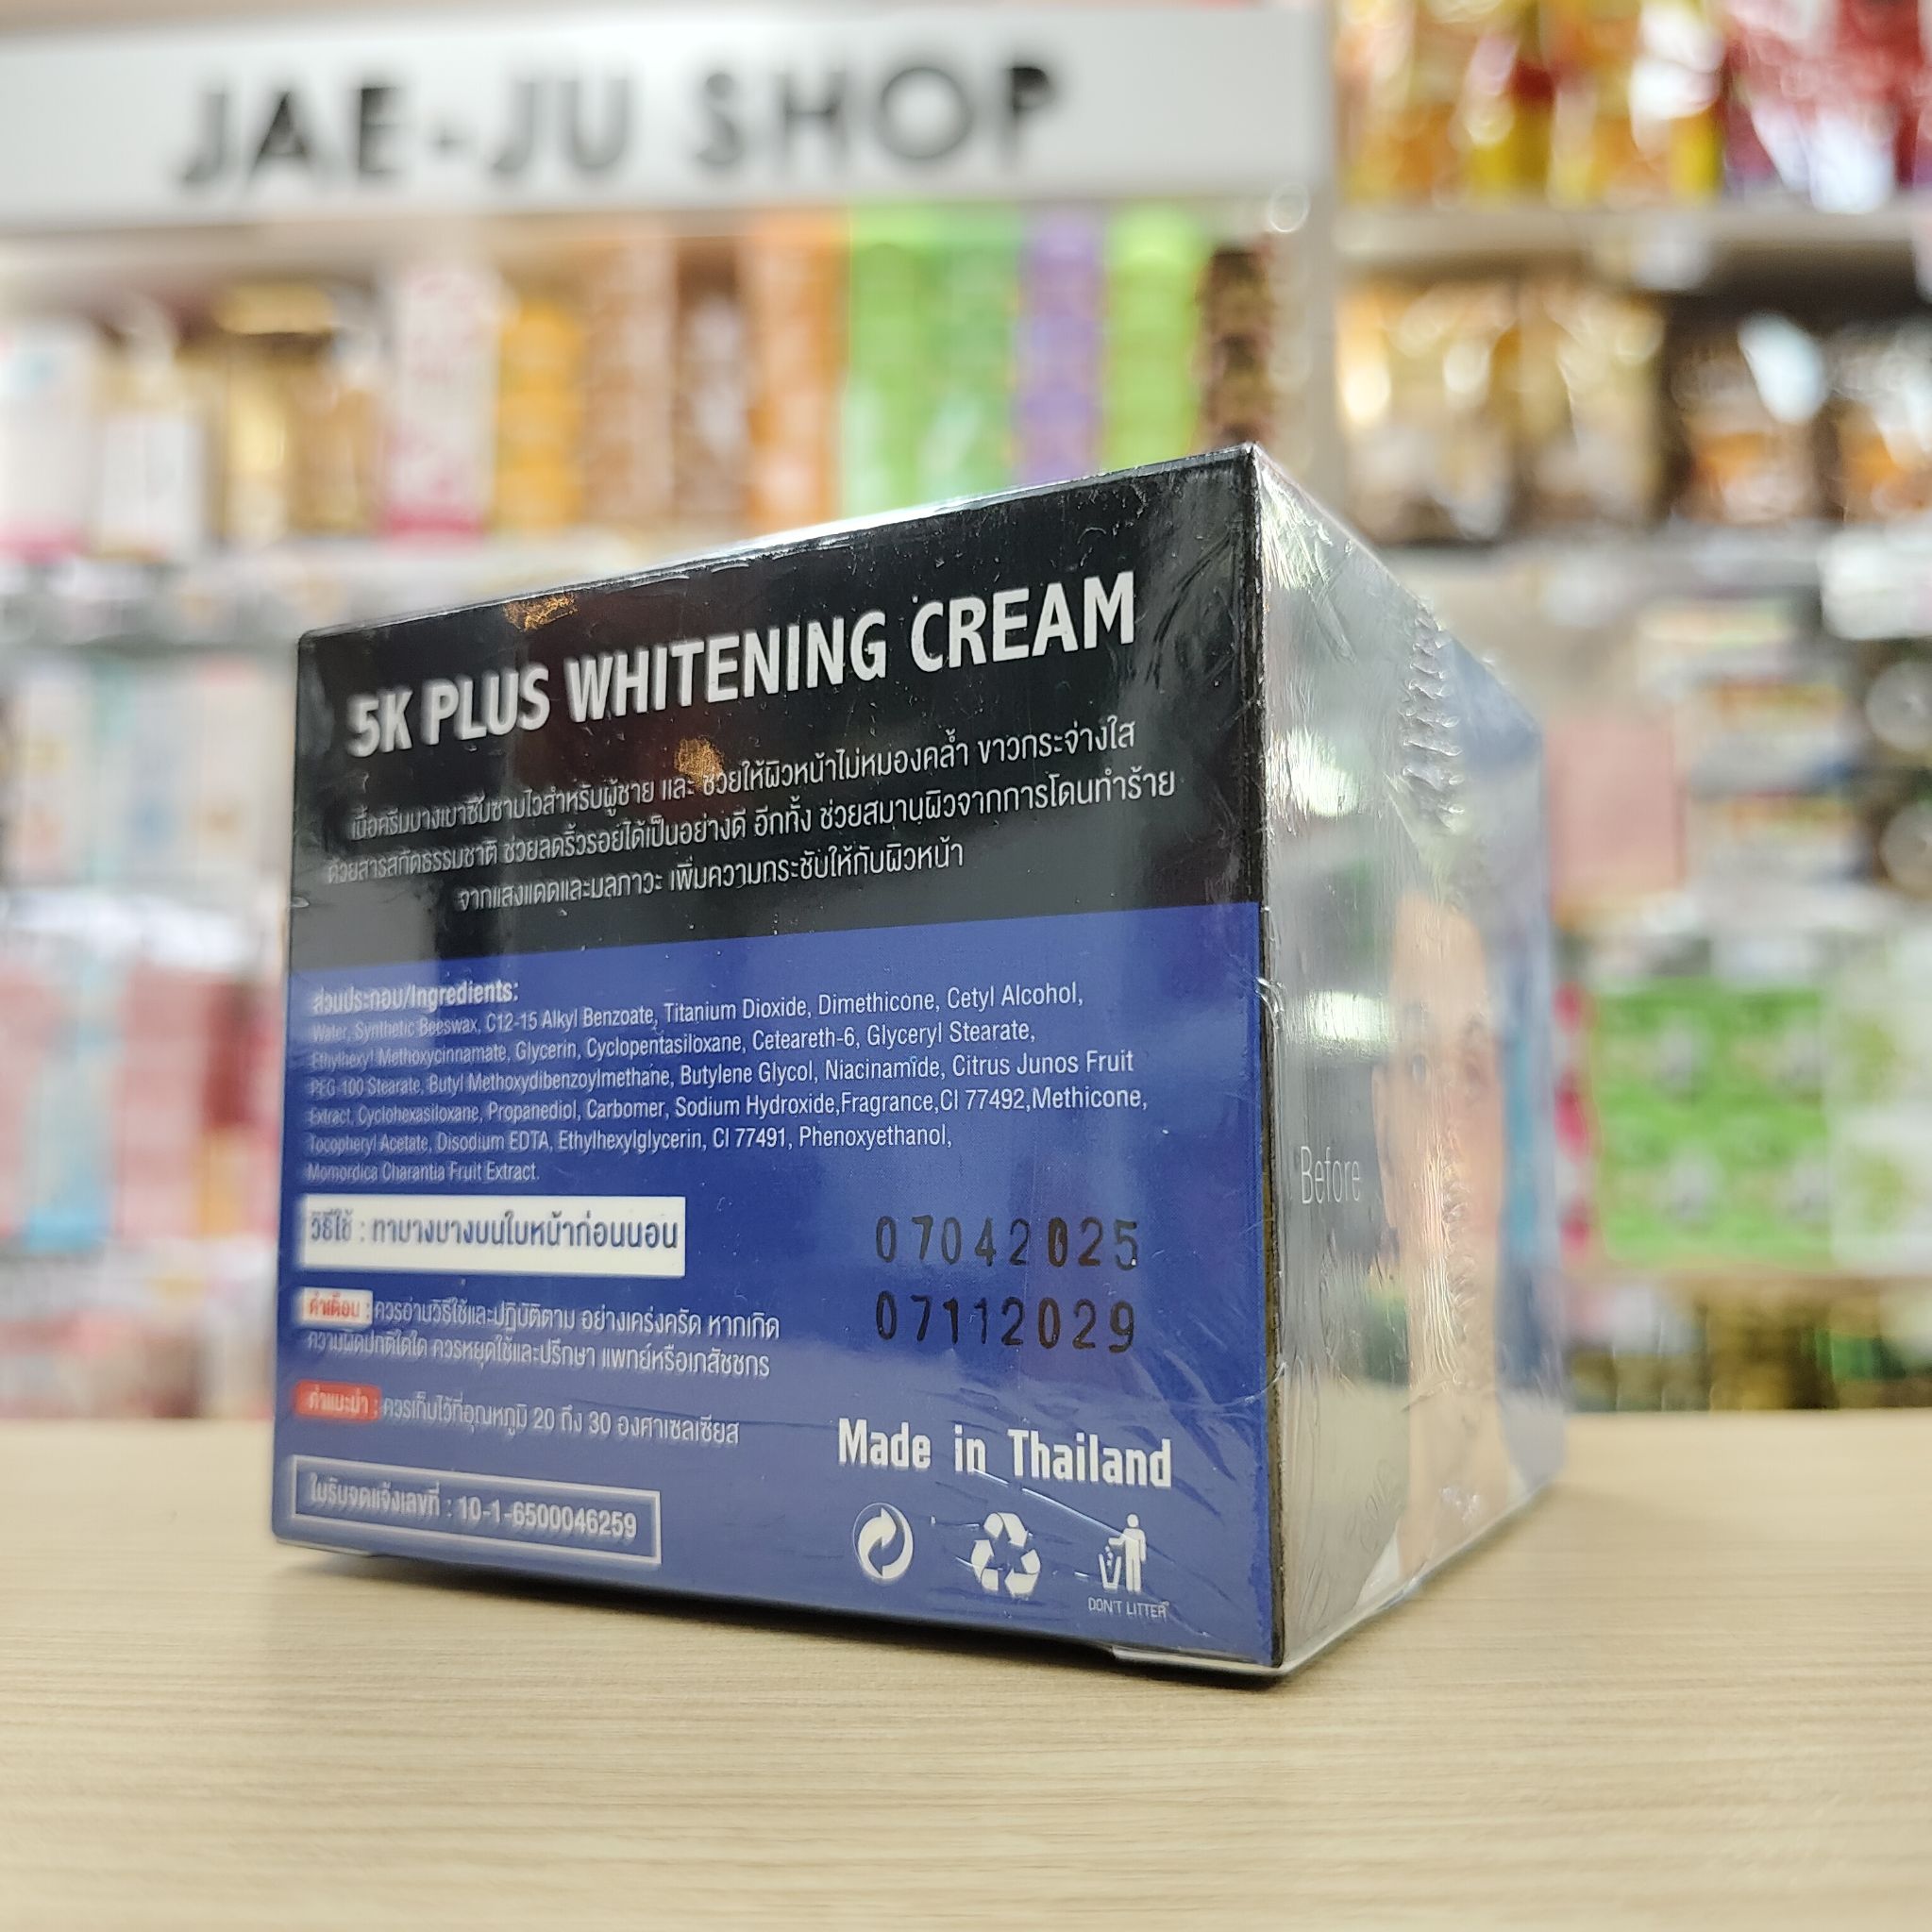 JAE-JU SHOP
5K PLUS WHITENING CREAM
เนื้อครีมบางเบาซึมซาบไวสำหรับผู้ชาย และ ช่วยให้ผิวหน้าไม่หมองคล้ำ ขาวกระจ่างใส
ด้วยสารสกัดธรรมชาติ ช่วยลดริ้วรอยได้เป็นอย่างดี อีกทั้ง ช่วยสมานผิวจากการโดนทำร้าย
จากแสงแดดและมลภาวะ เพิ่มความกระชับให้กับผิวหน้า
ส่วนประกอบ/Ingredients:
Water, Synthetic Beeswax, C12-15 Alkyl Benzoate, Titanium Dioxide, Dimethicone, Cetyl Alcohol,
Ethylhexyl Methoxycinnamate, Glycerin, Cyclopentasiloxane, Ceteareth-6, Glyceryl Stearate,
PEG-100 Stearate, Butyl Methoxydibenzoylmethane, Butylene Glycol, Niacinamide, Citrus Junos Fruit
Extract, Cyclohexasiloxane, Propanediol, Carbomer, Sodium Hydroxide,Fragrance,CI 77492,Methicone,
Tocopheryl Acetate, Disodium EDTA, Ethylhexylglycerin, CI 77491, Phenoxyethanol,
Momordica Charantia Fruit Extract.
วิธีใช้ : ทาบางบางบนใบหน้าก่อนนอน
07042025
07112029
คำเตือน : ควรอ่านวิธีใช้และปฏิบัติตาม อย่างเคร่งครัด หากเกิด
ความผิดปกติใดใด ควรหยุดใช้และปรึกษา แพทย์หรือเภสัชชกร
คำแนะนำ : ควรเก็บไว้ที่อุณหภูมิ 20 ถึง 30 องศาเซลเซียส
ใบรับจดแจ้งเลขที่ : 10-1-6500046259
Made in Thailand
DON'T LITTER
Before